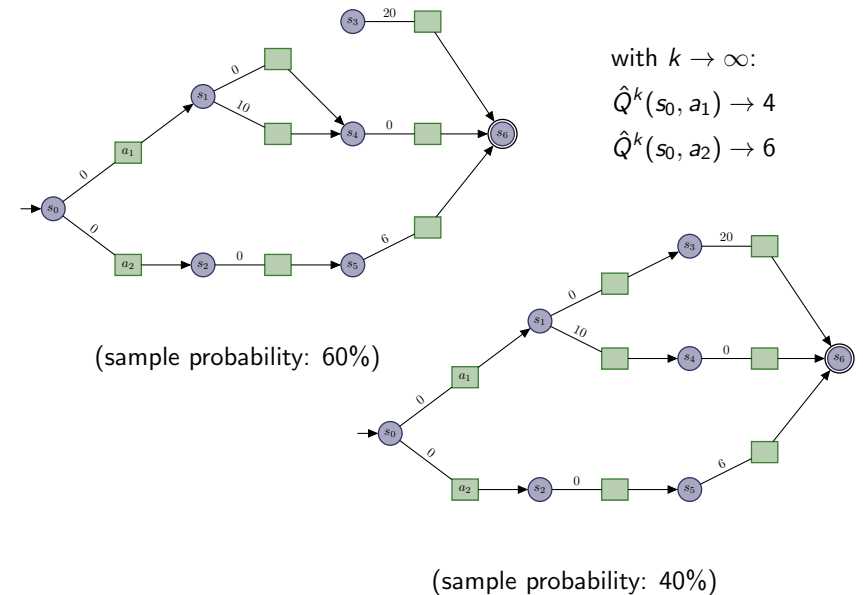 s3 20
0
s1
10
s4 0
s6
a1
0
s0
0
a2 s2 0 s5 6
(sample probability: 60%)
with k → ∞:
Q̂^k(s0, a1) → 4
Q̂^k(s0, a2) → 6
s3 20
0
s1
10
s4 0
s6
a1
0
s0
0
a2 s2 0 s5 6
(sample probability: 40%)